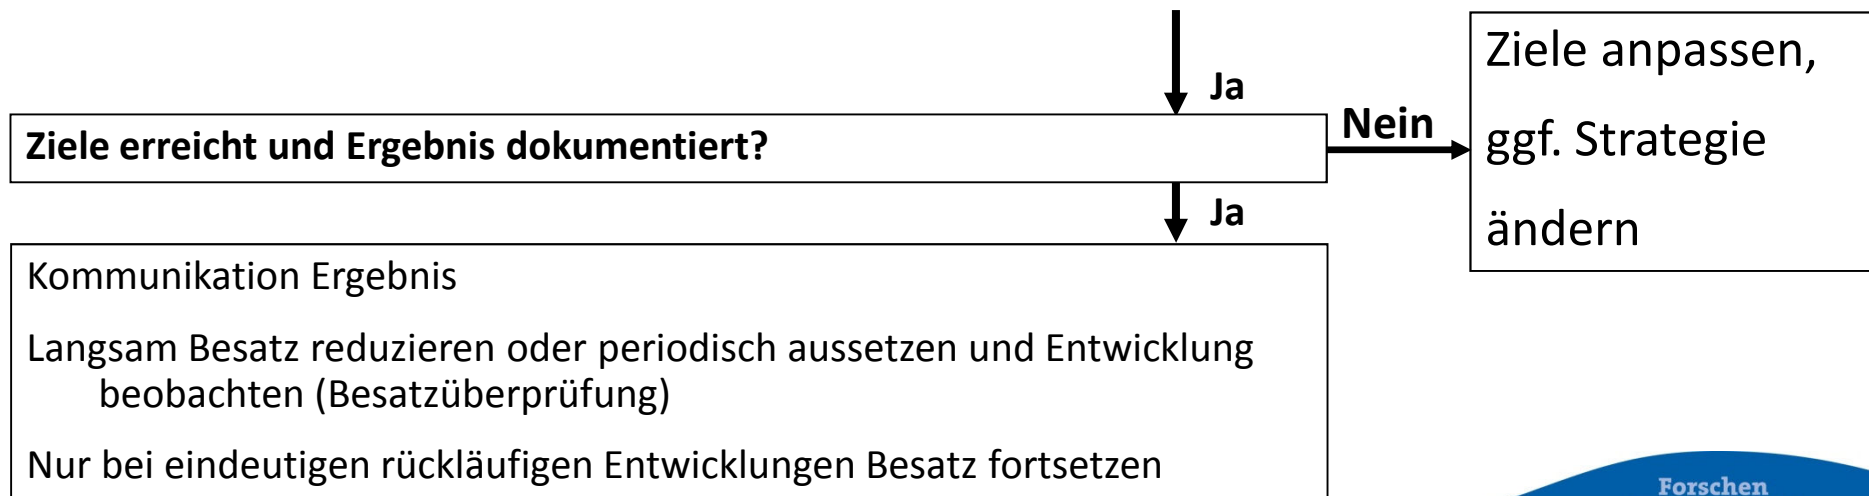 Ja
Ziele erreicht und Ergebnis dokumentiert?
Nein
Ziele anpassen,
ggf. Strategie
ändern
Ja
Kommunikation Ergebnis
Langsam Besatz reduzieren oder periodisch aussetzen und Entwicklung
beobachten (Besatzüberprüfung)
Nur bei eindeutigen rückläufigen Entwicklungen Besatz fortsetzen
Forschen